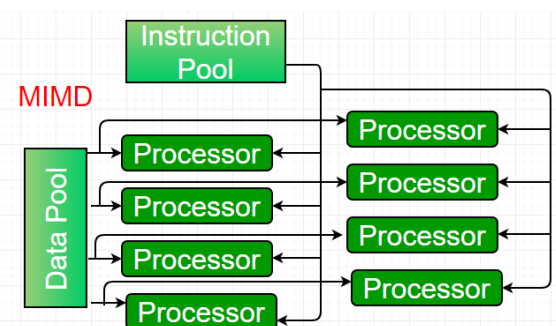 Instruction
Pool
MIMD
Processor
Processor
Processor
Processor
Data Pool
Processor
Processor
Processor
Processor